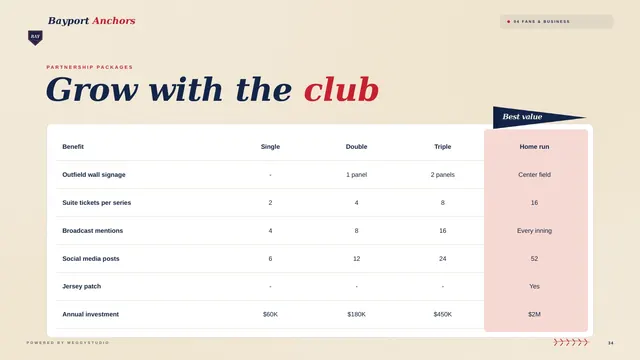 Bayport Anchors
04 FANS & BUSINESS
BAY
PARTNERSHIP PACKAGES
Grow with the club
Best value
Benefit Single Double Triple Home run
Outfield wall signage - 1 panel 2 panels Center field
Suite tickets per series 2 4 8 16
Broadcast mentions 4 8 16 Every inning
Social media posts 6 12 24 52
Jersey patch - - - Yes
Annual investment $60K $180K $450K $2M
POWERED BY WEGGYSTUDIO
34